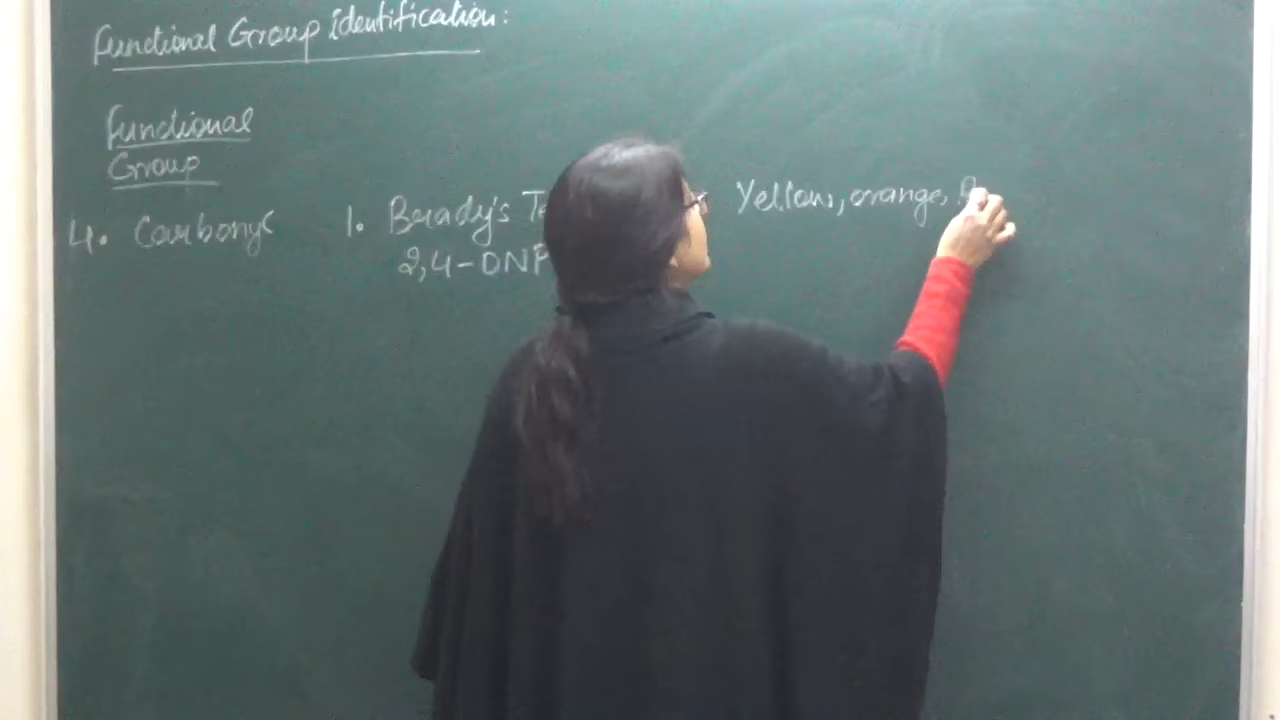 Functional Group identification:
Functional
Group
4. Carbonyl
1. Brady's Te
2,4-DNP
Yellow, orange,